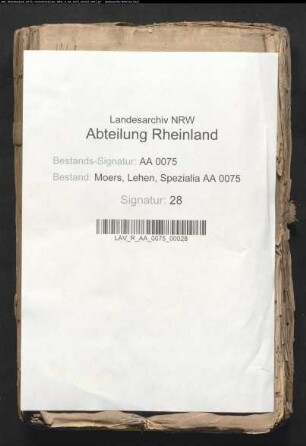 Landesarchiv NRW
Abteilung Rheinland
Bestands-Signatur: AA 0075
Bestand: Moers, Lehen, Spezialia AA 0075
Signatur: 28
LAV_R_AA_0075_00028